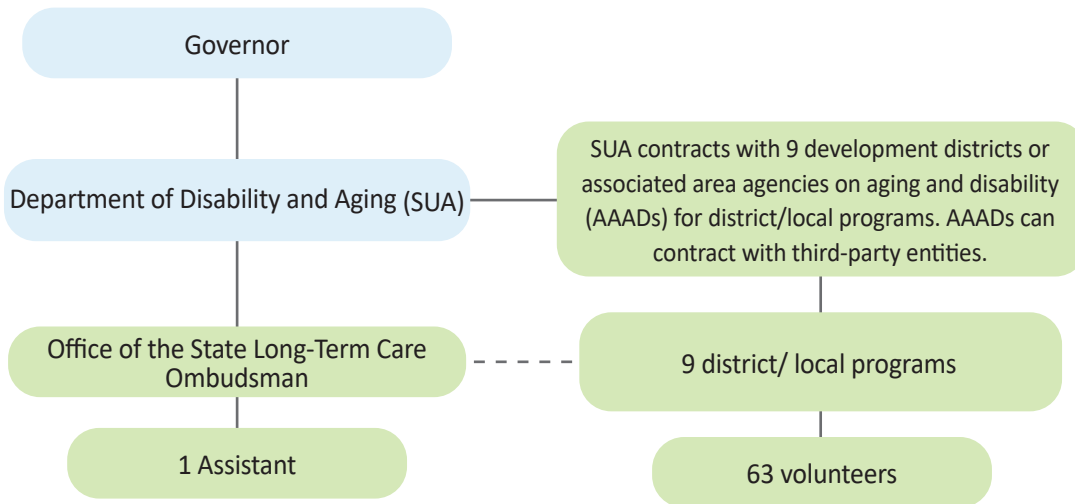 Governor
Department of Disability and Aging (SUA)
SUA contracts with 9 development districts or
associated area agencies on aging and disability
(AAADs) for district/local programs. AAADs can
contract with third-party entities.
Office of the State Long-Term Care
Ombudsman
9 district/ local programs
1 Assistant
63 volunteers